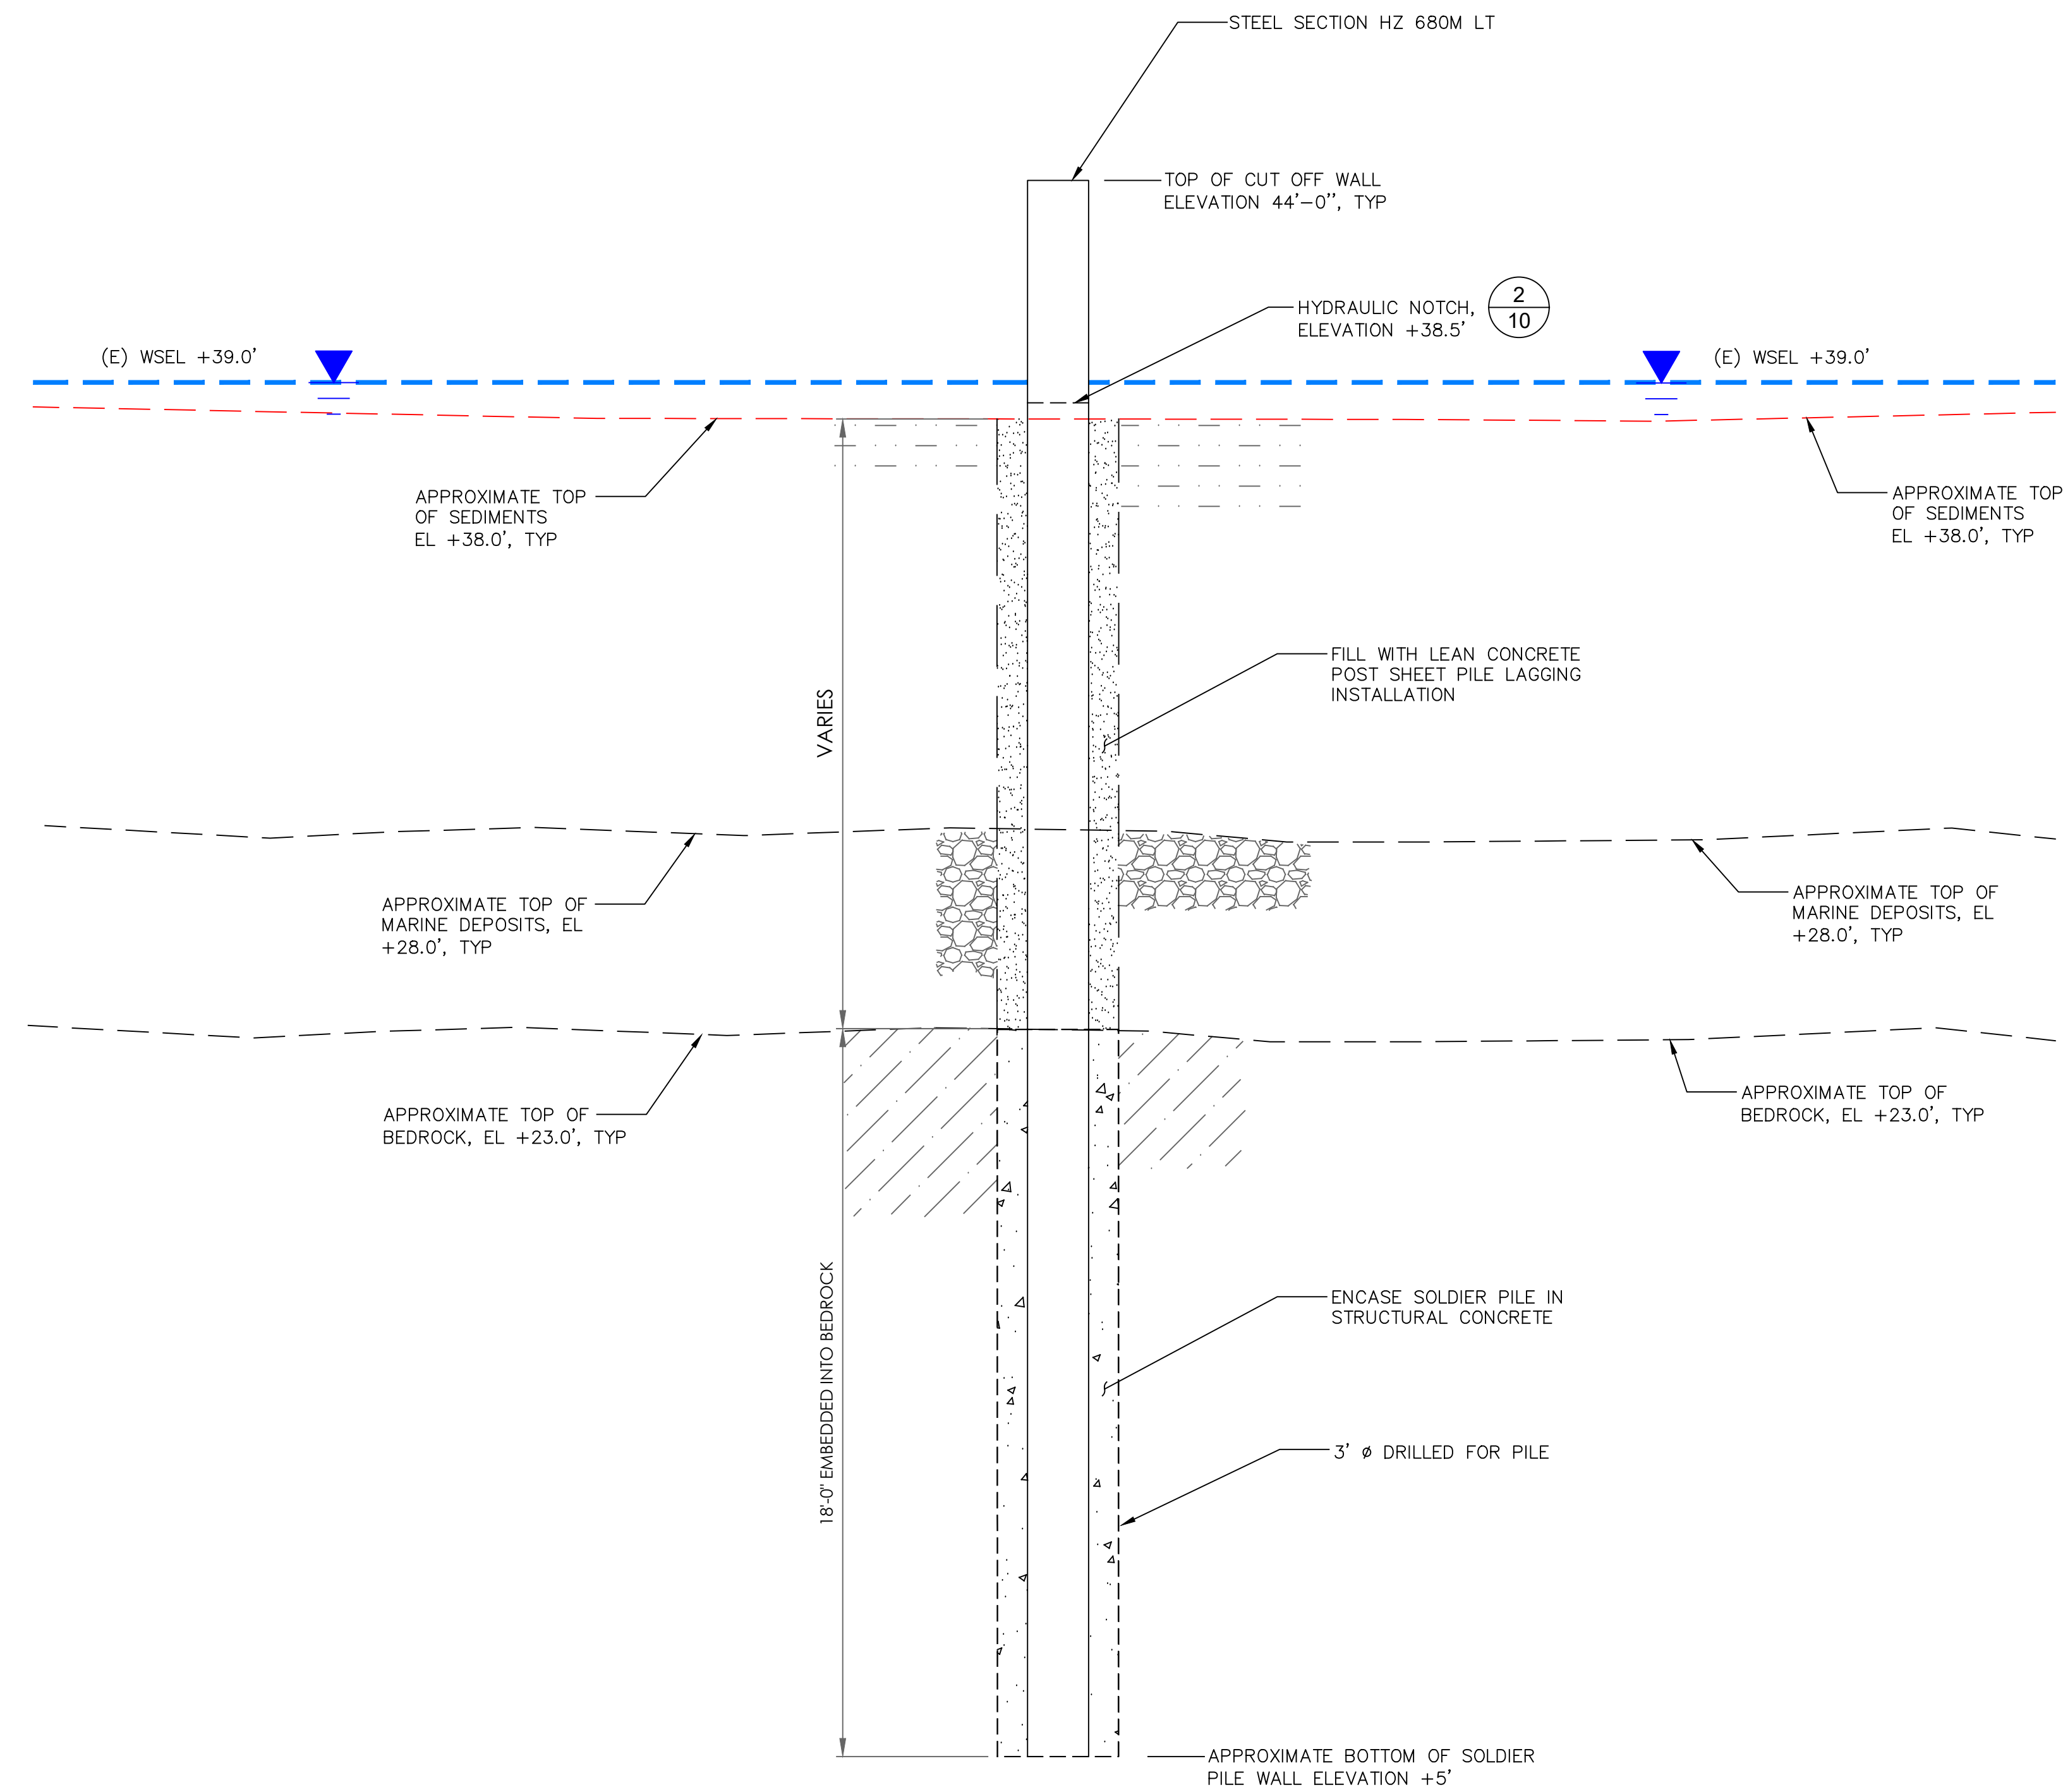 STEEL SECTION HZ 680M LT
TOP OF CUT OFF WALL
ELEVATION 44'-0", TYP
HYDRAULIC NOTCH,
ELEVATION +38.5'
2
10
(E) WSEL +39.0'
(E) WSEL +39.0'
APPROXIMATE TOP
OF SEDIMENTS
EL +38.0', TYP
APPROXIMATE TOP
OF SEDIMENTS
EL +38.0', TYP
FILL WITH LEAN CONCRETE
POST SHEET PILE LAGGING
INSTALLATION
VARIES
APPROXIMATE TOP OF
MARINE DEPOSITS, EL
+28.0', TYP
APPROXIMATE TOP OF
MARINE DEPOSITS, EL
+28.0', TYP
APPROXIMATE TOP OF
BEDROCK, EL +23.0', TYP
APPROXIMATE TOP OF
BEDROCK, EL +23.0', TYP
18'-0" EMBEDDED INTO BEDROCK
ENCASE SOLDIER PILE IN
STRUCTURAL CONCRETE
3' ø DRILLED FOR PILE
APPROXIMATE BOTTOM OF SOLDIER
PILE WALL ELEVATION +5'